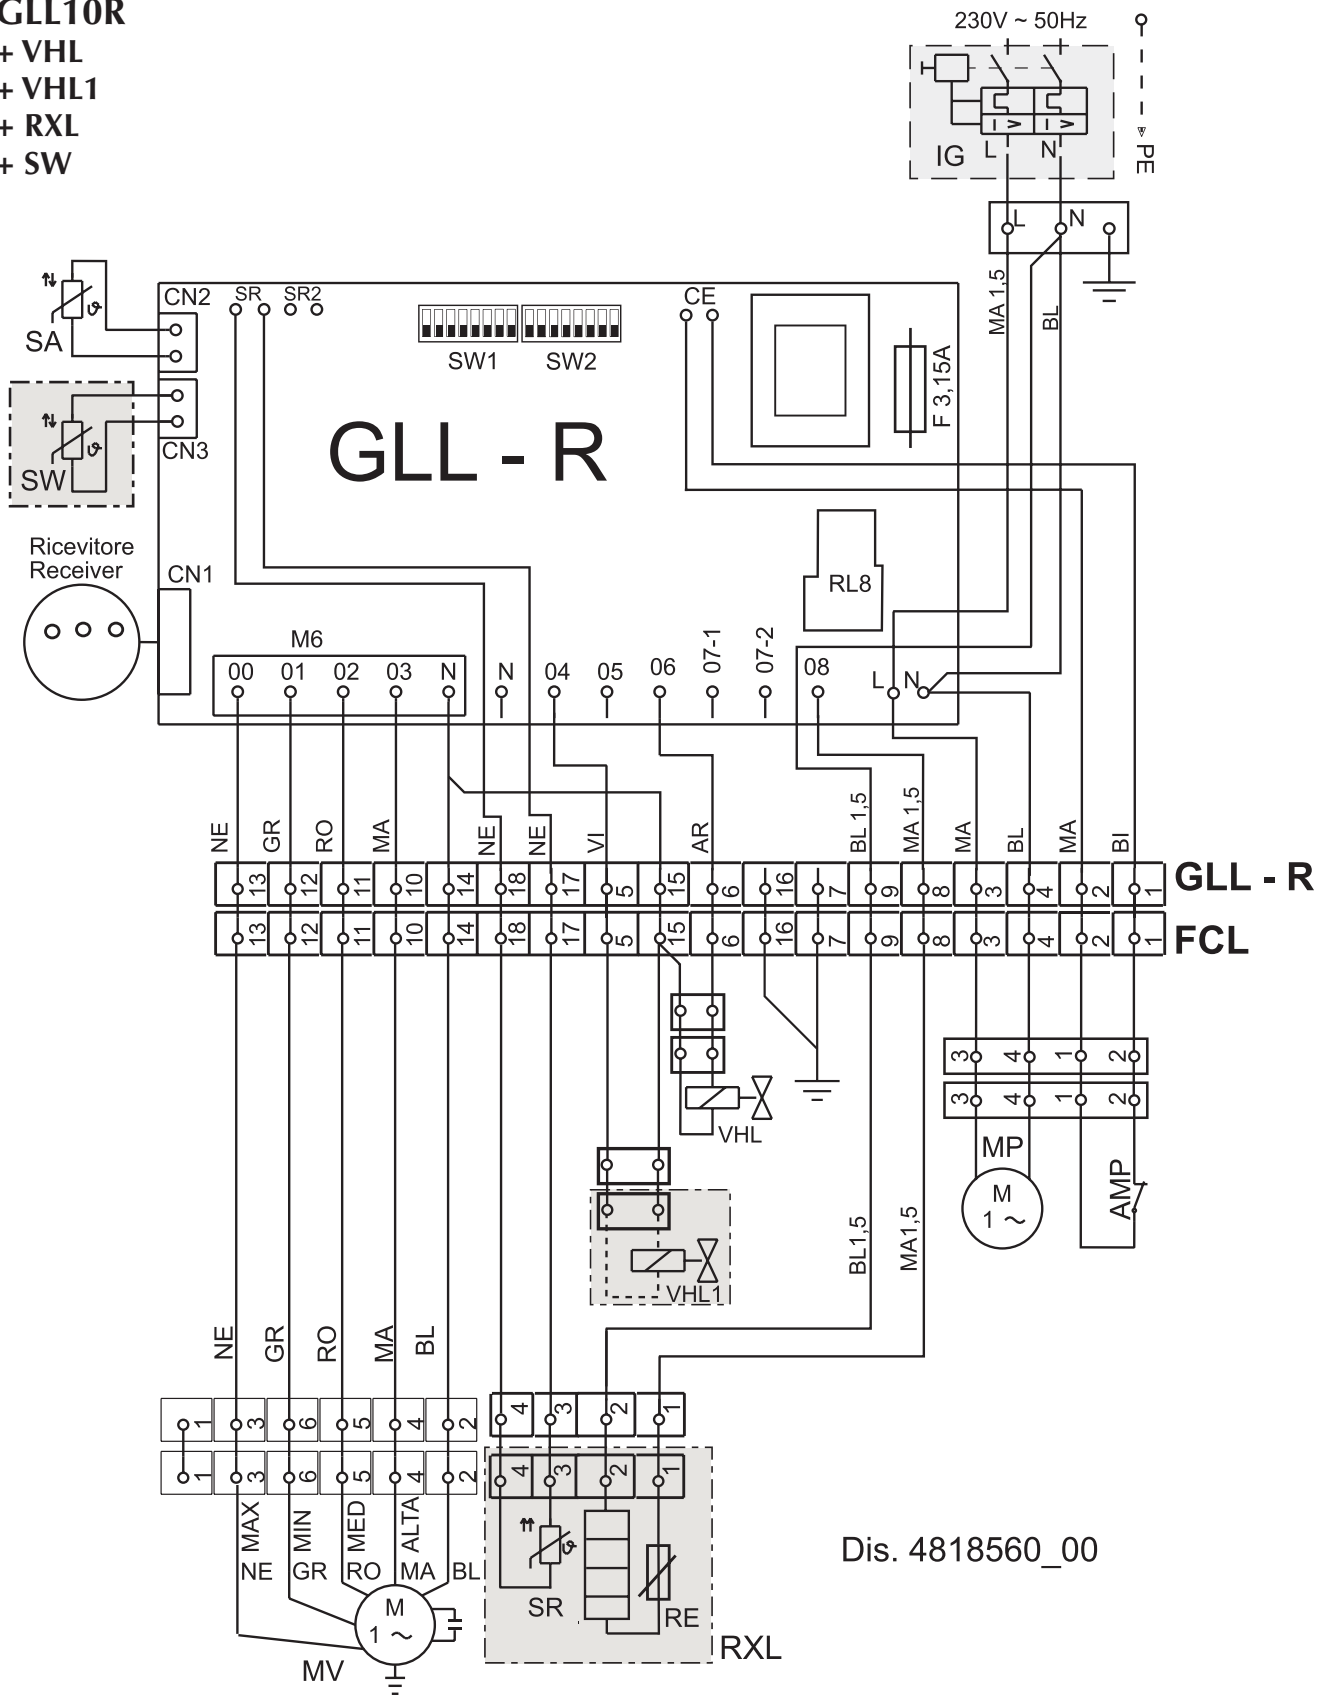 GLL10R
+ VHL
+ VHL1
+ RXL
+ SW
230V ~ 50Hz
IG
L
N
I >
I >
PE
L
N
MA 1,5
BL
CN2
SR
SR2
CE
SA
SW1
SW2
F 3,15A
CN3
SW
GLL - R
Ricevitore
Receiver
CN1
RL8
M6
00 01 02 03 N N 04 05 06 07-1 07-2 08 L N
NE GR RO MA NE NE VI AR BL 1,5 MA 1,5 MA BL MA BI
13 12 11 10 14 18 17 5 15 6 16 7 9 8 3 4 2 1
GLL - R
13 12 11 10 14 18 17 5 15 6 16 7 9 8 3 4 2 1
FCL
3 4 1 2
3 4 1 2
VHL
MP
M
1 ~
AMP
VHL1
BL1,5
MA1,5
NE GR RO MA BL
1 3 6 5 4 2
4 3 2 1
1 3 6 5 4 2
4 3 2 1
MAX MIN MED ALTA
NE GR RO MA BL
M
1 ~
MV
SR
RE
RXL
Dis. 4818560_00